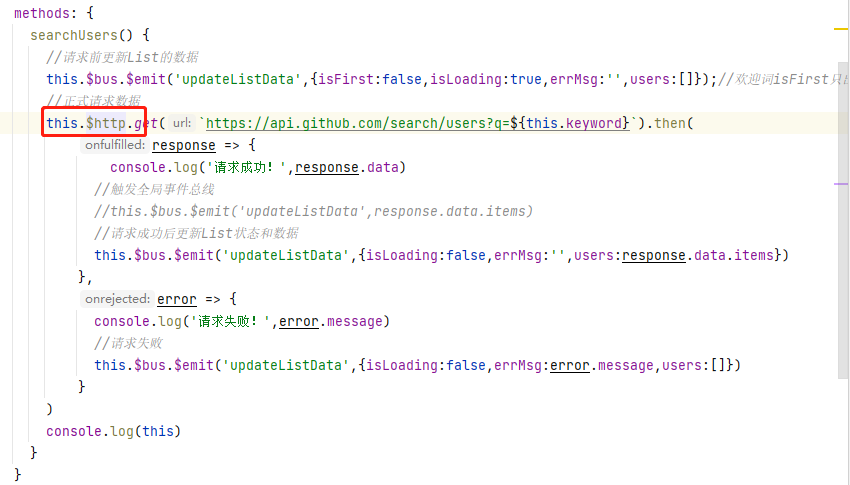 methods: {
searchUsers() {
//请求前更新List的数据
this.$bus.$emit('updateListData',{isFirst:false,isLoading:true,errMsg:'',users:[]});//欢迎词isFirst只
//正式请求数据
this.$http.get( url: `https://api.github.com/search/users?q=${this.keyword}`).then(
onfulfilled: response => {
console.log('请求成功！',response.data)
//触发全局事件总线
//this.$bus.$emit('updateListData',response.data.items)
//请求成功后更新List状态和数据
this.$bus.$emit('updateListData',{isLoading:false,errMsg:'',users:response.data.items})
},
onrejected: error => {
console.log('请求失败！',error.message)
//请求失败
this.$bus.$emit('updateListData',{isLoading:false,errMsg:error.message,users:[]})
}
)
console.log(this)
}
}